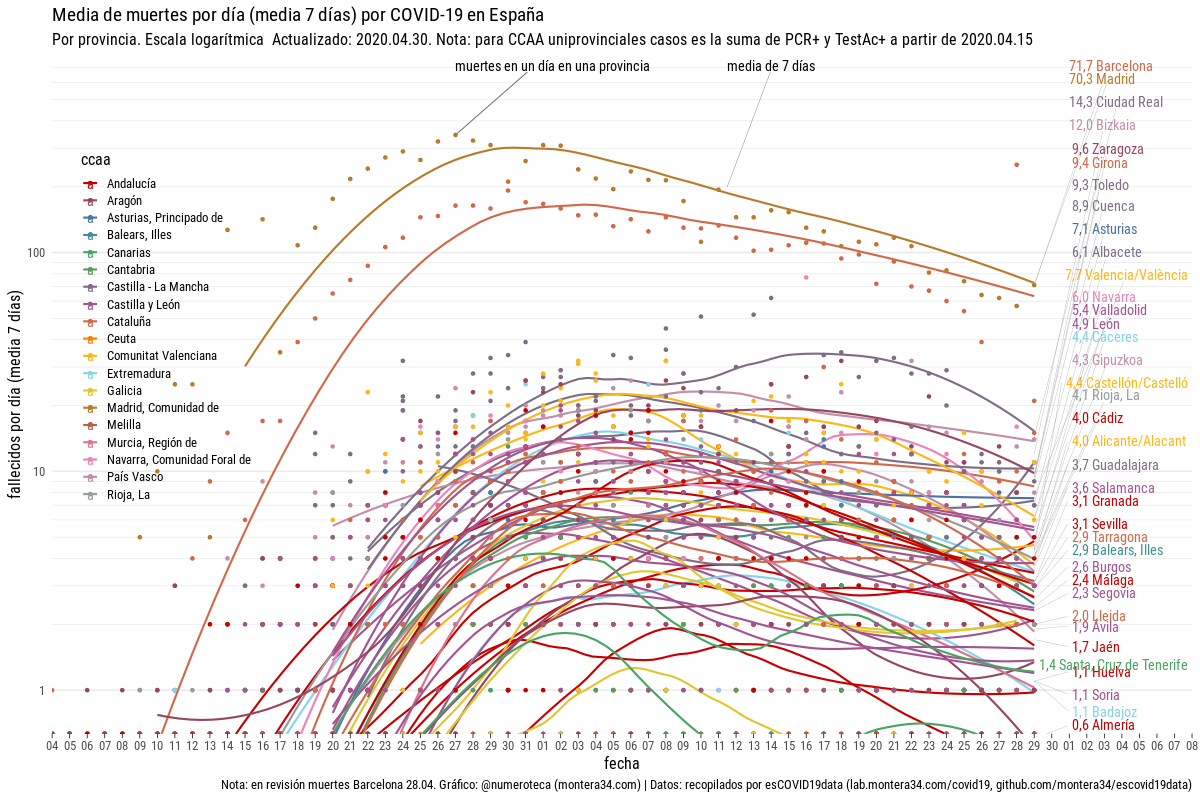 Media de muertes por día (media 7 días) por COVID-19 en España
Por provincia. Escala logarítmica  Actualizado: 2020.04.30. Nota: para CCAA uniprovinciales casos es la suma de PCR+ y TestAc+ a partir de 2020.04.15
muertes en un día en una provincia
media de 7 días
fallecidos por día (media  7 días)
100
10
1
ccaa
Andalucía
Aragón
Asturias, Principado de
Balears, Illes
Canarias
Cantabria
Castilla - La Mancha
Castilla y León
Cataluña
Ceuta
Comunitat Valenciana
Extremadura
Galicia
Madrid, Comunidad de
Melilla
Murcia, Región de
Navarra, Comunidad Foral de
País Vasco
Rioja, La
71,7 Barcelona
70,3 Madrid
14,3 Ciudad Real
12,0 Bizkaia
9,6 Zaragoza
9,4 Girona
9,3 Toledo
8,9 Cuenca
7,1 Asturias
6,1 Albacete
7,7 Valencia/València
6,0 Navarra
5,4 Valladolid
4,9 León
4,4 Cáceres
4,3 Gipuzkoa
4,4 Castellón/Castelló
4,1 Rioja, La
4,0 Cádiz
4,0 Alicante/Alacant
3,7 Guadalajara
3,6 Salamanca
3,1 Granada
3,1 Sevilla
2,9 Tarragona
2,9 Balears, Illes
2,6 Burgos
2,4 Málaga
2,3 Segovia
2,0 Lleida
1,9 Ávila
1,7 Jaén
1,4 Santa. Cruz de Tenerife
1,1 Huelva
1,1 Soria
1,1 Badajoz
0,6 Almería
04 05 06 07 08 09 10 11 12 13 14 15 16 17 18 19 20 21 22 23 24 25 26 27 28 29 30 31 01 02 03 04 05 06 07 08 09 10 11 12 13 14 15 16 17 18 19 20 21 22 23 24 25 26 27 28 29 30 01 02 03 04 05 06 07 08
fecha
Nota: en revisión muertes Barcelona 28.04. Gráfico: @numeroteca (montera34.com) | Datos: recopilados por esCOVID19data (lab.montera34.com/covid19, github.com/montera34/escovid19data)